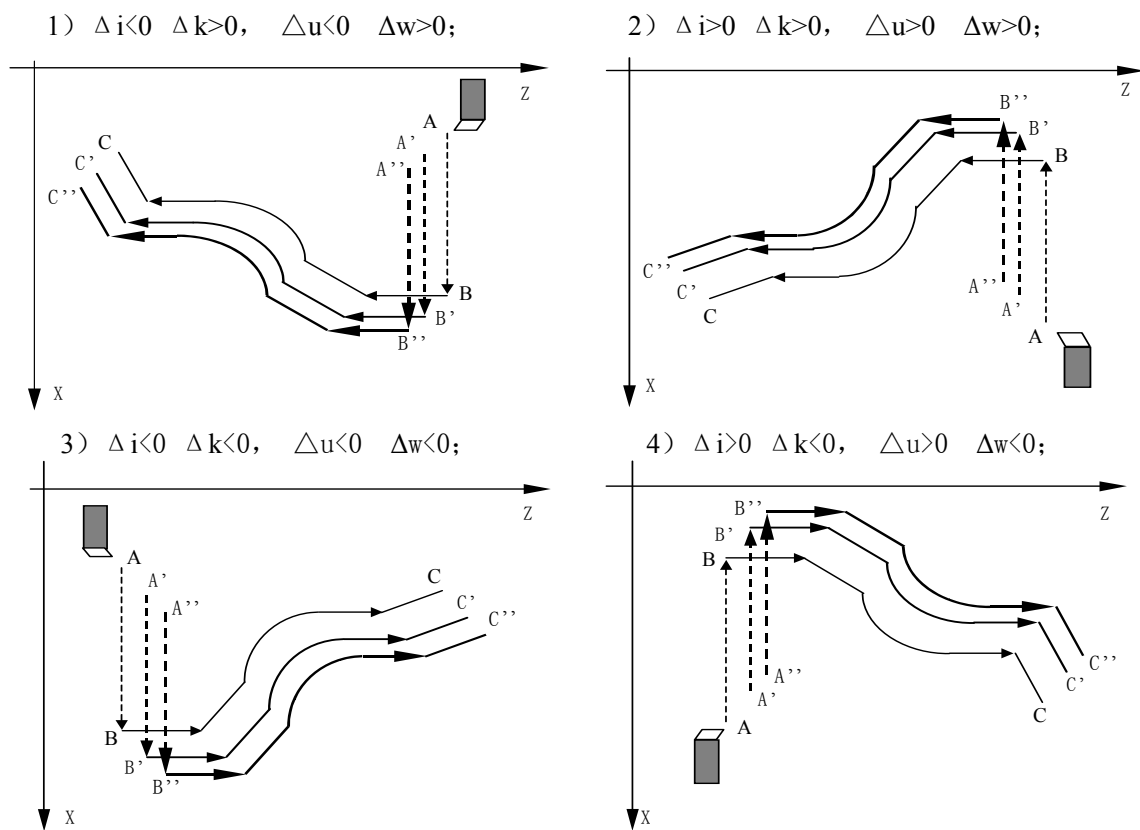 1） Δi<0 Δk>0， △u<0 Δw>0；
2） Δi>0 Δk>0， △u>0 Δw>0；
Z
A
A’
A’’
C
C’
C’’
B
B’
B’’
X
Z
B’’
B’
B
C’’
C’
C
A’’
A’
A
X
3） Δi<0 Δk<0， △u<0 Δw<0；
4） Δi>0 Δk<0， △u>0 Δw<0；
Z
A
A’
A’’
C
C’
C’’
B
B’
B’’
X
Z
B’’
B’
B
A’’
A’
A
C’’
C’
C
X